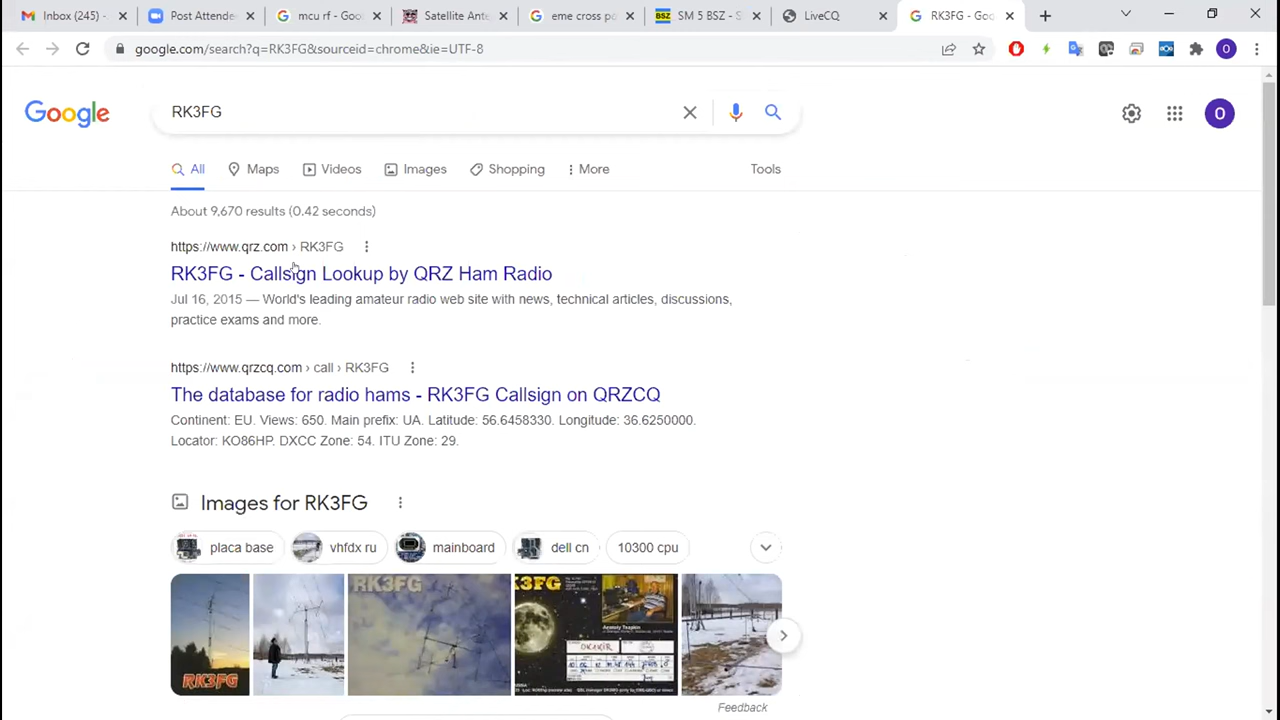 Inbox (245) -
Post Attende
mcu rf - Goo
Satellite Ante
eme cross po
BSZ SM 5 BSZ - S
LiveCQ
RK3FG - Goo
google.com/search?q=RK3FG&sourceid=chrome&ie=UTF-8
O
Google
RK3FG
O
All
Maps
Videos
Images
Shopping
More
Tools
About 9,670 results (0.42 seconds)
https://www.qrz.com › RK3FG
RK3FG - Callsign Lookup by QRZ Ham Radio
Jul 16, 2015 — World's leading amateur radio web site with news, technical articles, discussions,
practice exams and more.
https://www.qrzcq.com › call › RK3FG
The database for radio hams - RK3FG Callsign on QRZCQ
Continent: EU. Views: 650. Main prefix: UA. Latitude: 56.6458330. Longitude: 36.6250000.
Locator: KO86HP. DXCC Zone: 54. ITU Zone: 29.
Images for RK3FG
placa base
vhfdx ru
mainboard
dell cn
10300 cpu
RK3FG
RK3FG
K3FG
Feedback